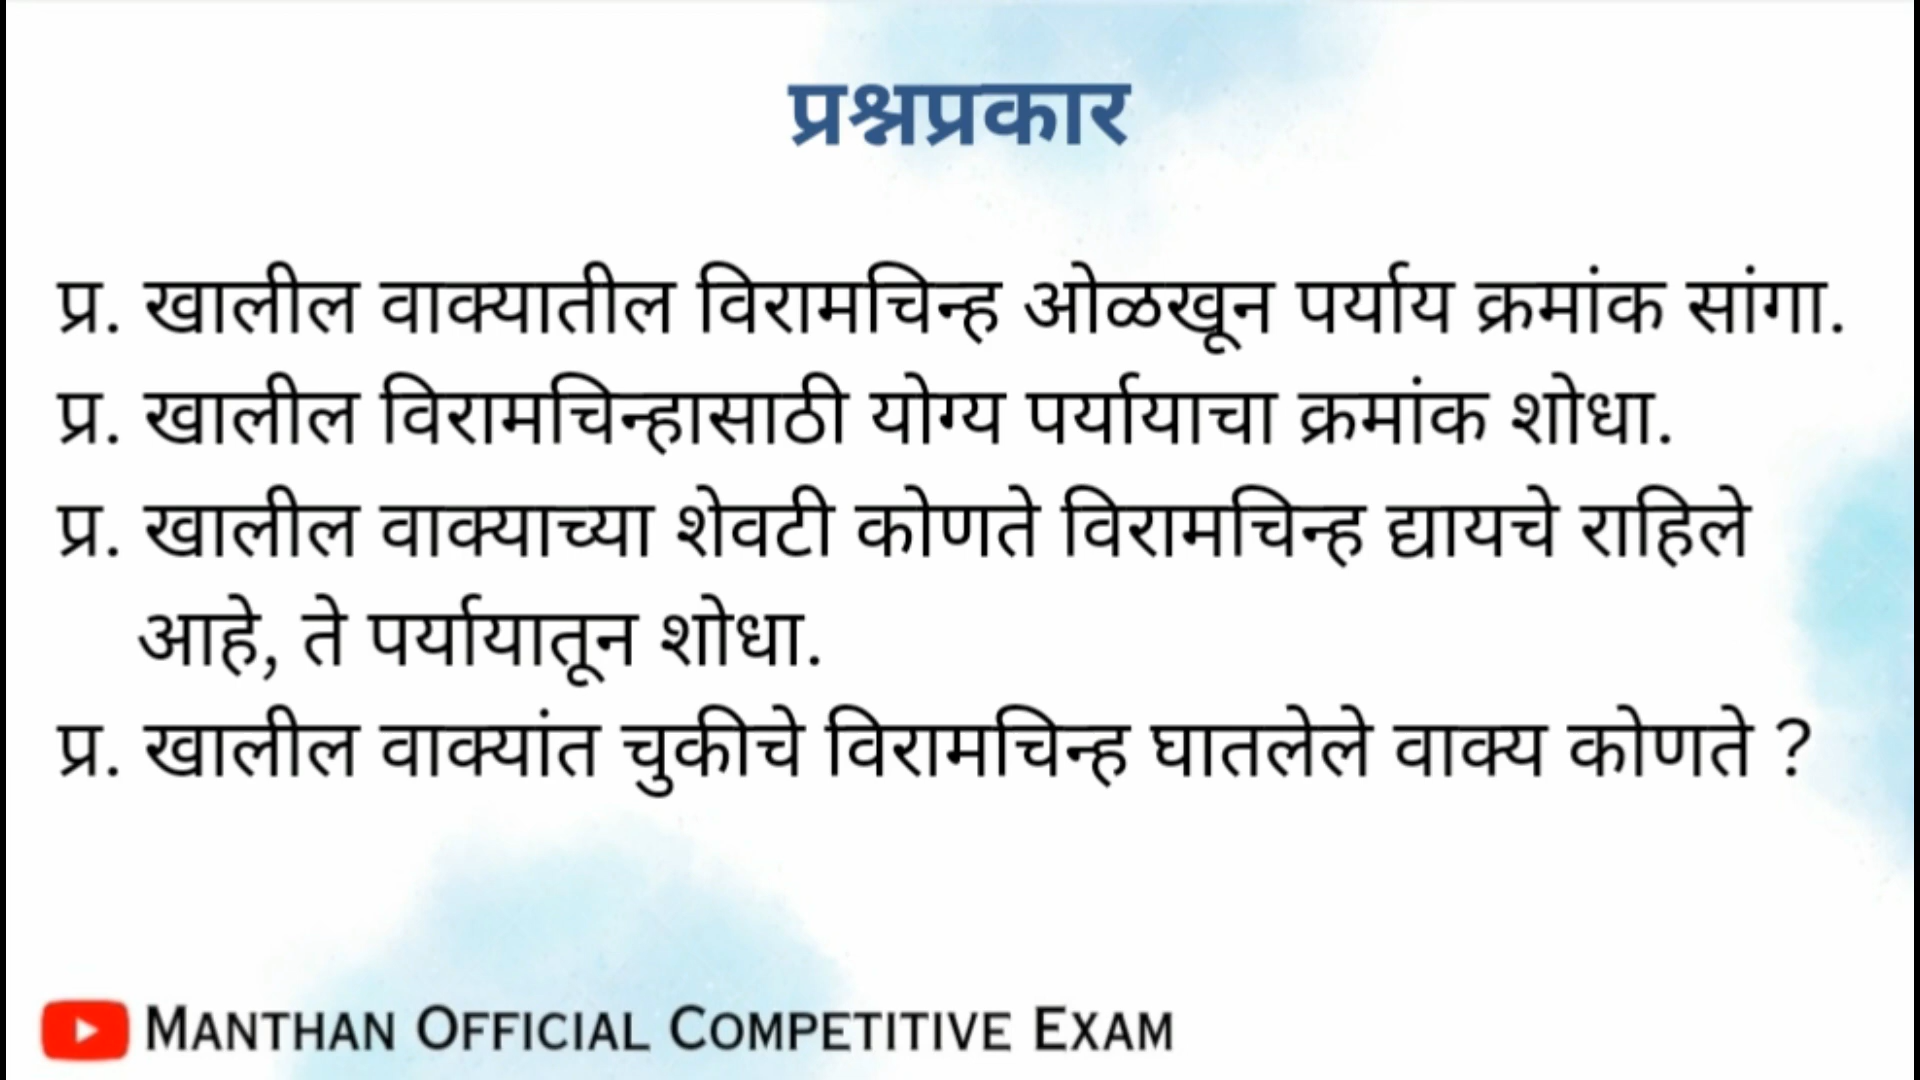 प्रश्नप्रकार
प्र. खालील वाक्यातील विरामचिन्ह ओळखून पर्याय क्रमांक सांगा.
प्र. खालील विरामचिन्हासाठी योग्य पर्यायाचा क्रमांक शोधा.
प्र. खालील वाक्याच्या शेवटी कोणते विरामचिन्ह द्यायचे राहिले
आहे, ते पर्यायातून शोधा.
प्र. खालील वाक्यांत चुकीचे विरामचिन्ह घातलेले वाक्य कोणते ?
MANTHAN OFFICIAL COMPETITIVE EXAM